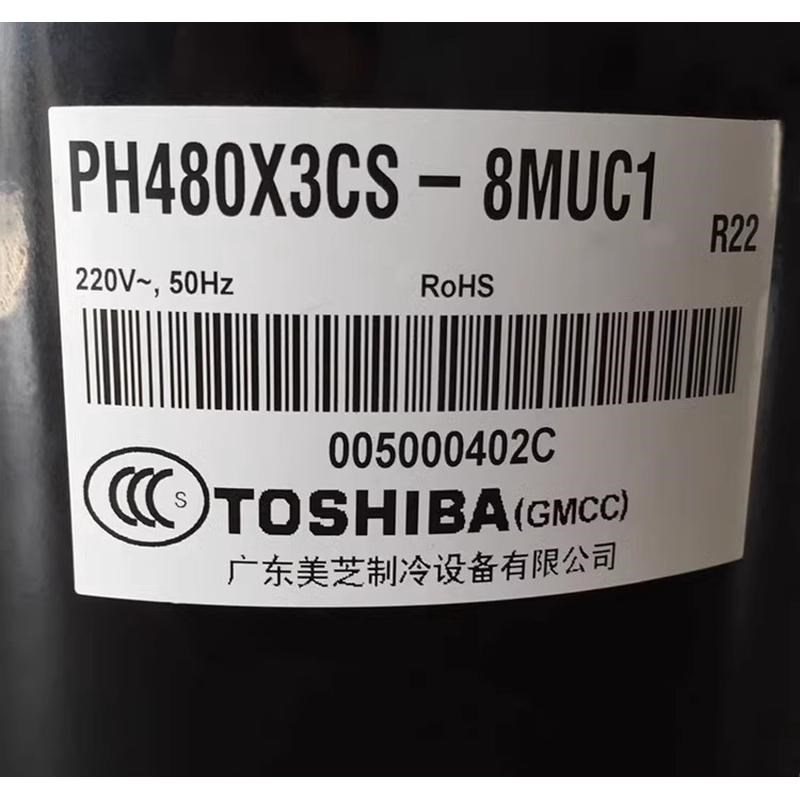 PH480X3CS - 8MUC1
R22
220V~, 50Hz RoHS
005000402C
CCC S TOSHIBA (GMCC)
广东美芝制冷设备有限公司